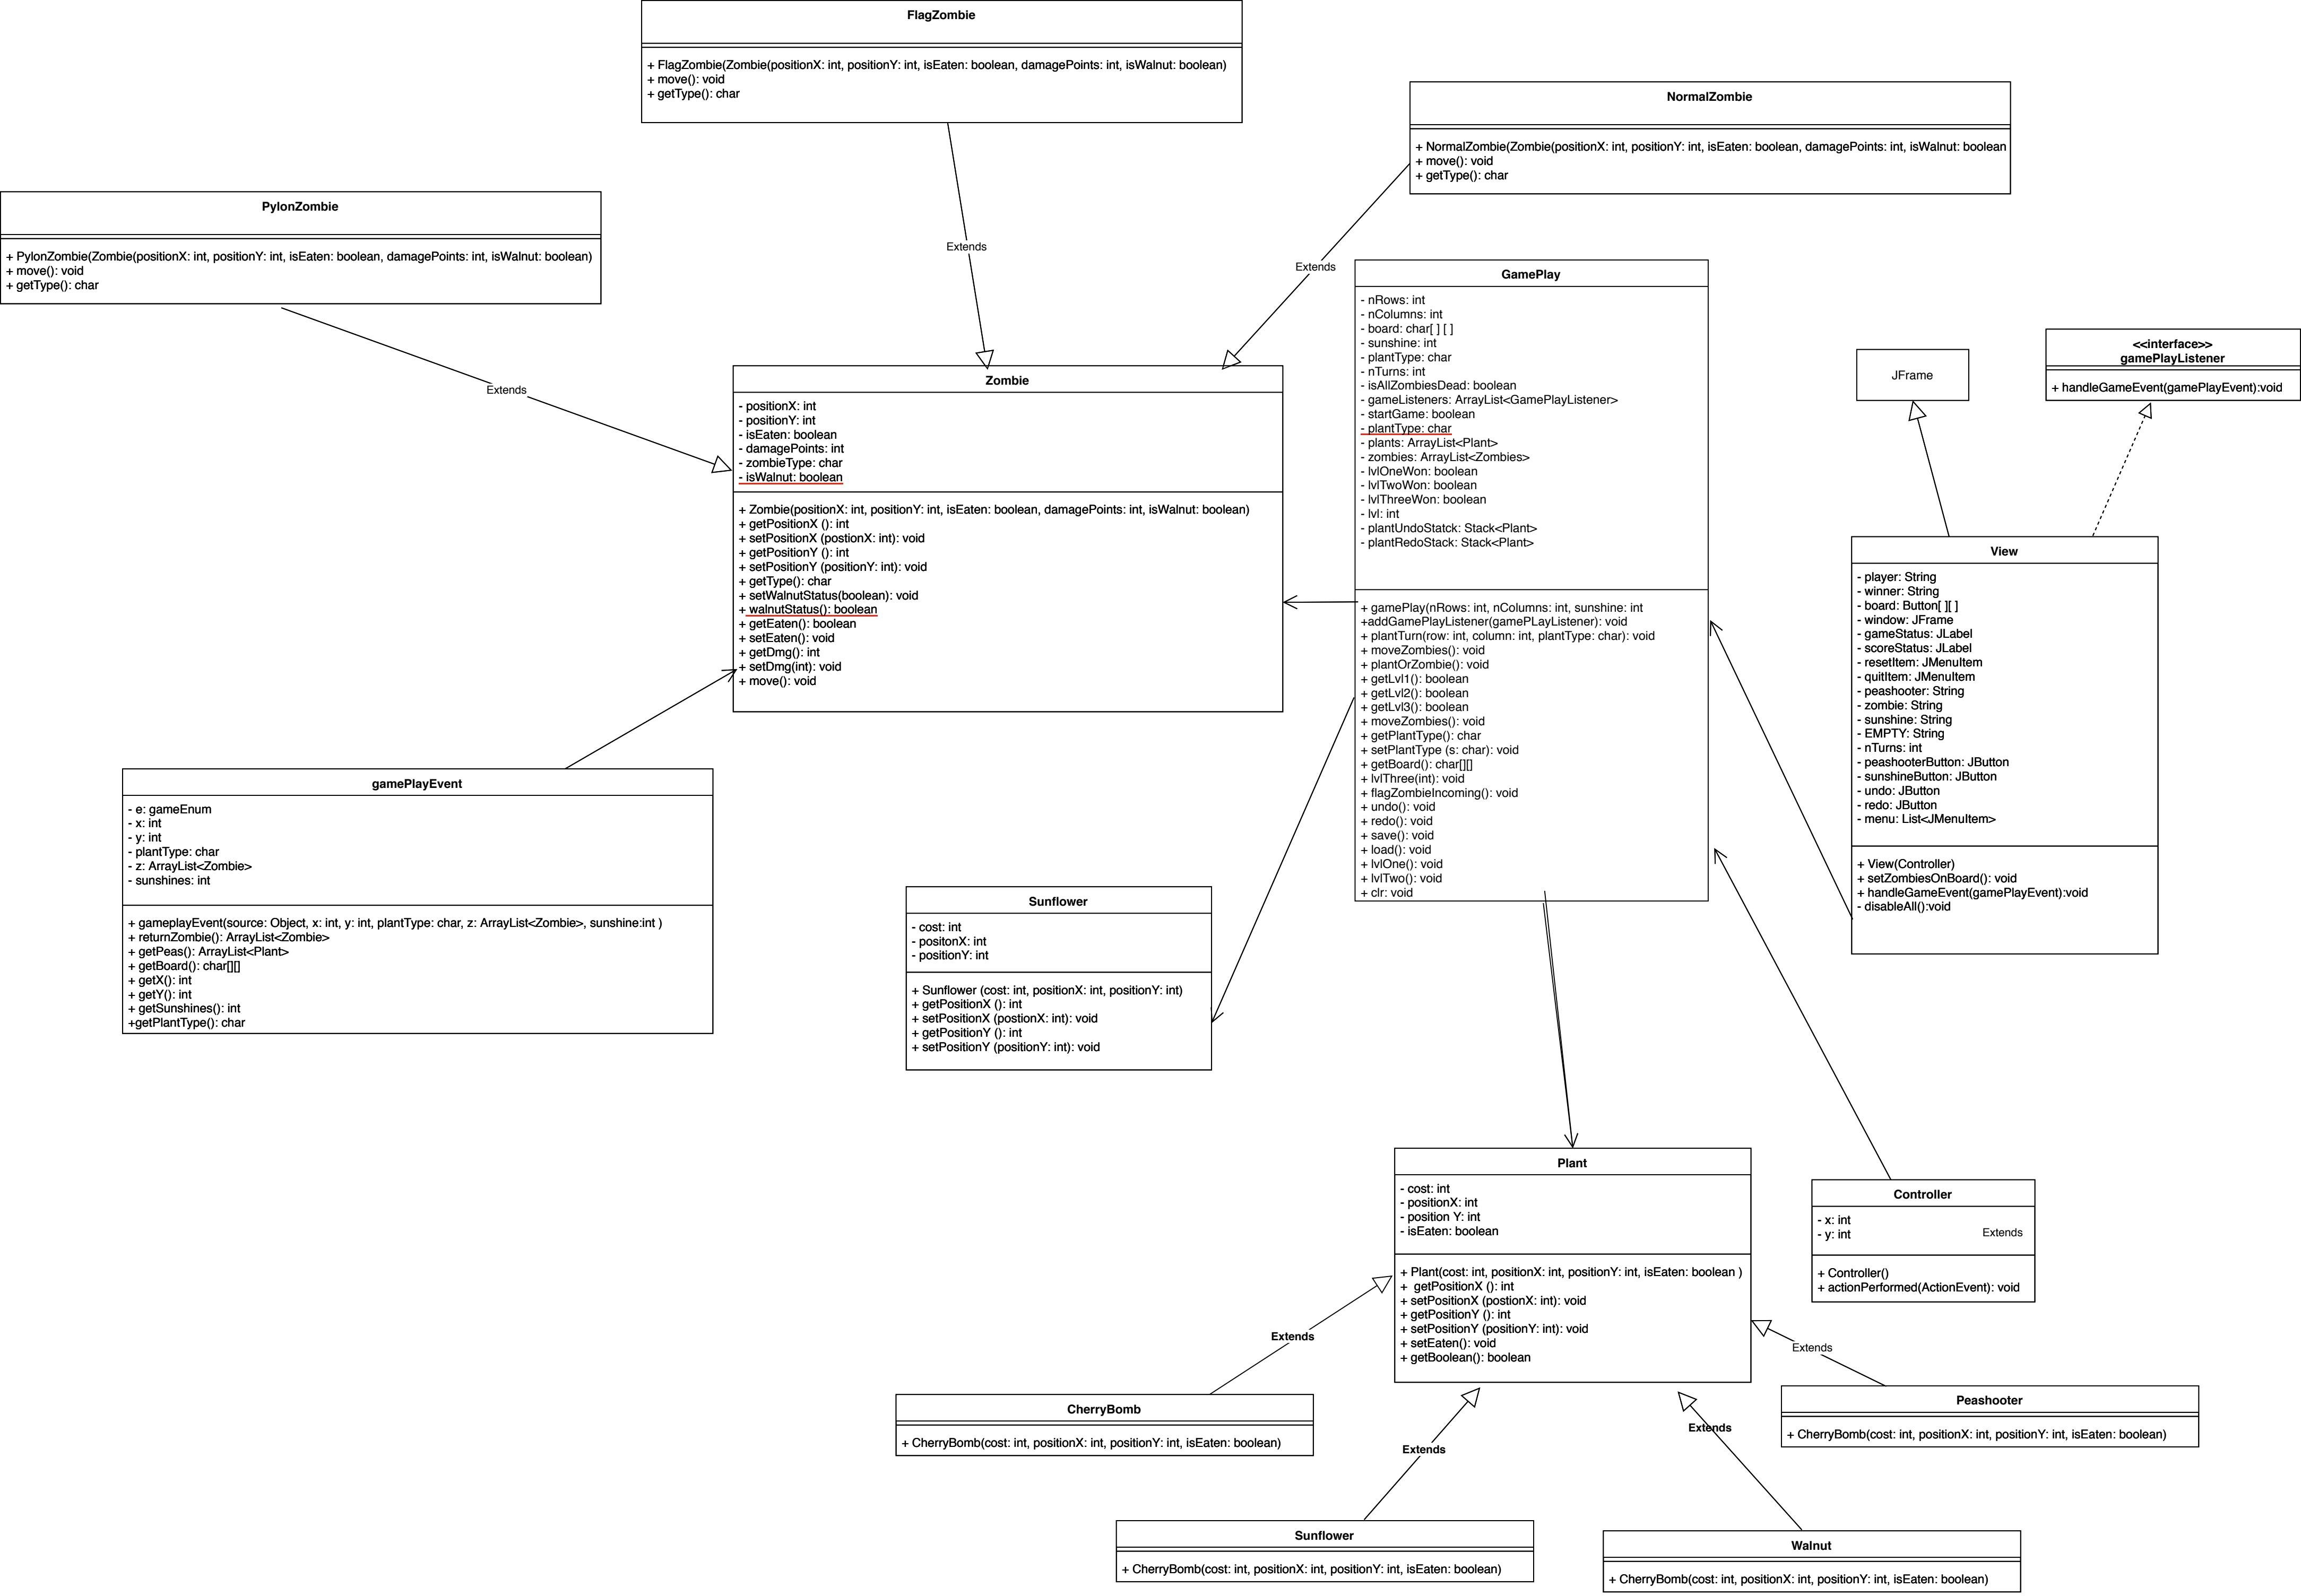 FlagZombie
+ FlagZombie(Zombie(positionX: int, positionY: int, isEaten: boolean, damagePoints: int, isWalnut: boolean)
+ move(): void
+ getType(): char
NormalZombie
+ NormalZombie(Zombie(positionX: int, positionY: int, isEaten: boolean, damagePoints: int, isWalnut: boolean
+ move(): void
+ getType(): char
PylonZombie
+ PylonZombie(Zombie(positionX: int, positionY: int, isEaten: boolean, damagePoints: int, isWalnut: boolean)
+ move(): void
+ getType(): char
Extends
Extends
Extends
Zombie
- positionX: int
- positionY: int
- isEaten: boolean
- damagePoints: int
- zombieType: char
- isWalnut: boolean
+ Zombie(positionX: int, positionY: int, isEaten: boolean, damagePoints: int, isWalnut: boolean)
+ getPositionX (): int
+ setPositionX (postionX: int): void
+ getPositionY (): int
+ setPositionY (positionY: int): void
+ getType(): char
+ setWalnutStatus(boolean): void
+ walnutStatus(): boolean
+ getEaten(): boolean
+ setEaten(): void
+ getDmg(): int
+ setDmg(int): void
+ move(): void
GamePlay
- nRows: int
- nColumns: int
- board: char[ ] [ ]
- sunshine: int
- plantType: char
- nTurns: int
- isAllZombiesDead: boolean
- gameListeners: ArrayList<GamePlayListener>
- startGame: boolean
- plantType: char
- plants: ArrayList<Plant>
- zombies: ArrayList<Zombies>
- lvlOneWon: boolean
- lvlTwoWon: boolean
- lvlThreeWon: boolean
- lvl: int
- plantUndoStatck: Stack<Plant>
- plantRedoStack: Stack<Plant>
+ gamePlay(nRows: int, nColumns: int, sunshine: int
+addGamePlayListener(gamePLayListener): void
+ plantTurn(row: int, column: int, plantType: char): void
+ moveZombies(): void
+ plantOrZombie(): void
+ getLvl1(): boolean
+ getLvl2(): boolean
+ getLvl3(): boolean
+ moveZombies(): void
+ getPlantType(): char
+ setPlantType (s: char): void
+ getBoard(): char[][]
+ lvlThree(int): void
+ flagZombieIncoming(): void
+ undo(): void
+ redo(): void
+ save(): void
+ load(): void
+ lvlOne(): void
+ lvlTwo(): void
+ clr: void
JFrame
<<interface>>
gamePlayListener
+ handleGameEvent(gamePlayEvent):void
View
- player: String
- winner: String
- board: Button[ ][ ]
- window: JFrame
- gameStatus: JLabel
- scoreStatus: JLabel
- resetItem: JMenuItem
- quitItem: JMenuItem
- peashooter: String
- zombie: String
- sunshine: String
- EMPTY: String
- nTurns: int
- peashooterButton: JButton
- sunshineButton: JButton
- undo: JButton
- redo: JButton
- menu: List<JMenuItem>
+ View(Controller)
+ setZombiesOnBoard(): void
+ handleGameEvent(gamePlayEvent):void
- disableAll():void
gamePlayEvent
- e: gameEnum
- x: int
- y: int
- plantType: char
- z: ArrayList<Zombie>
- sunshines: int
+ gameplayEvent(source: Object, x: int, y: int, plantType: char, z: ArrayList<Zombie>, sunshine:int )
+ returnZombie(): ArrayList<Zombie>
+ getPeas(): ArrayList<Plant>
+ getBoard(): char[][]
+ getX(): int
+ getY(): int
+ getSunshines(): int
+getPlantType(): char
Sunflower
- cost: int
- positonX: int
- positionY: int
+ Sunflower (cost: int, positionX: int, positionY: int)
+ getPositionX (): int
+ setPositionX (postionX: int): void
+ getPositionY (): int
+ setPositionY (positionY: int): void
Plant
- cost: int
- positionX: int
- position Y: int
- isEaten: boolean
+ Plant(cost: int, positionX: int, positionY: int, isEaten: boolean )
+  getPositionX (): int
+ setPositionX (postionX: int): void
+ getPositionY (): int
+ setPositionY (positionY: int): void
+ setEaten(): void
+ getBoolean(): boolean
Controller
- x: int
- y: int
Extends
+ Controller()
+ actionPerformed(ActionEvent): void
Extends
Extends
Extends
Extends
CherryBomb
+ CherryBomb(cost: int, positionX: int, positionY: int, isEaten: boolean)
Peashooter
+ CherryBomb(cost: int, positionX: int, positionY: int, isEaten: boolean)
Sunflower
+ CherryBomb(cost: int, positionX: int, positionY: int, isEaten: boolean)
Walnut
+ CherryBomb(cost: int, positionX: int, positionY: int, isEaten: boolean)